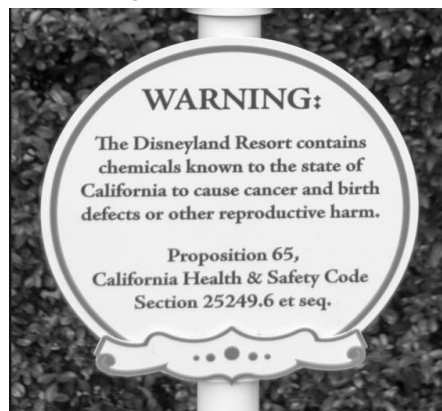 WARNING:
The Disneyland Resort contains
chemicals known to the state of
California to cause cancer and birth
defects or other reproductive harm.
Proposition 65,
California Health & Safety Code
Section 25249.6 et seq.